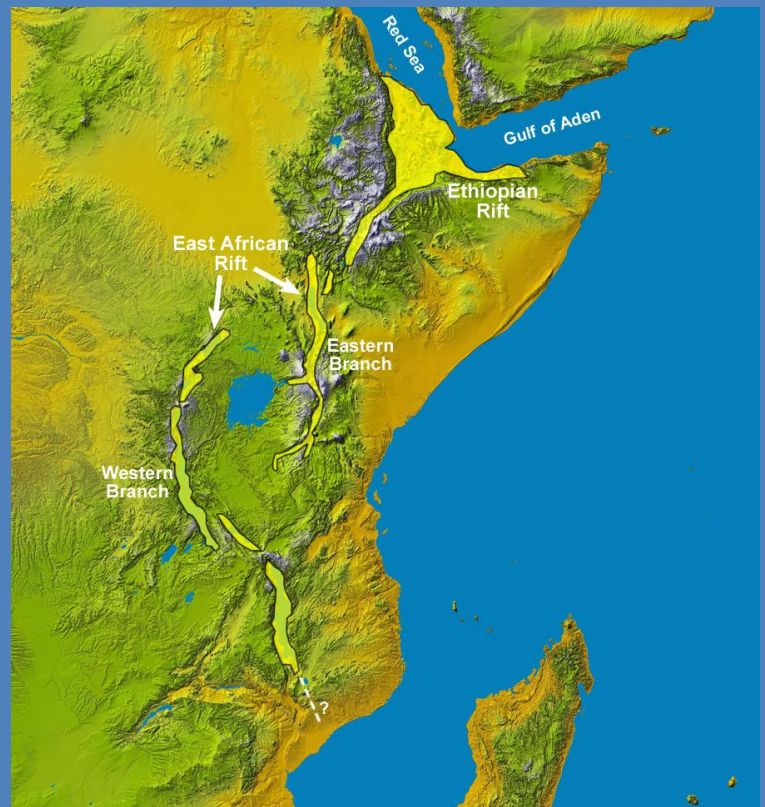 Red Sea
Gulf of Aden
Ethiopian
Rift
East African
Rift
Eastern
Branch
Western
Branch
?